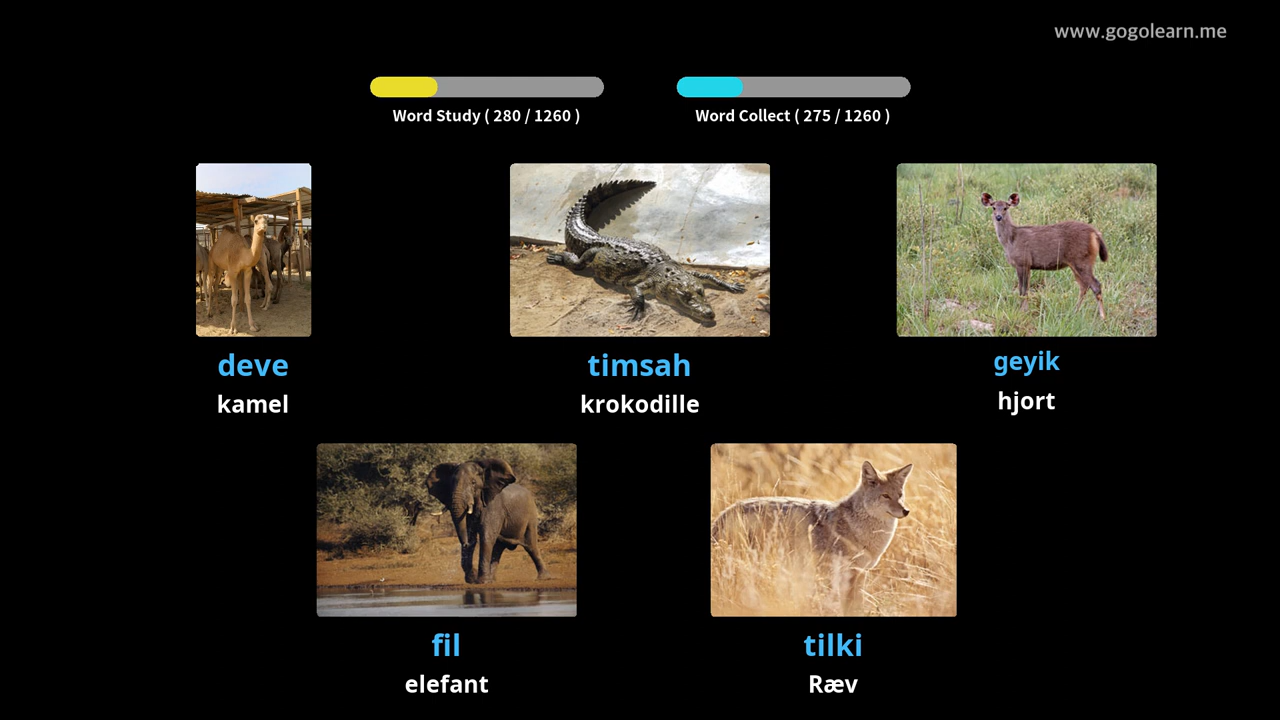 www.gogolearn.me
Word Study ( 280 / 1260 )
Word Collect ( 275 / 1260 )
deve
kamel
timsah
krokodille
geyik
hjort
fil
elefant
tilki
Ræv